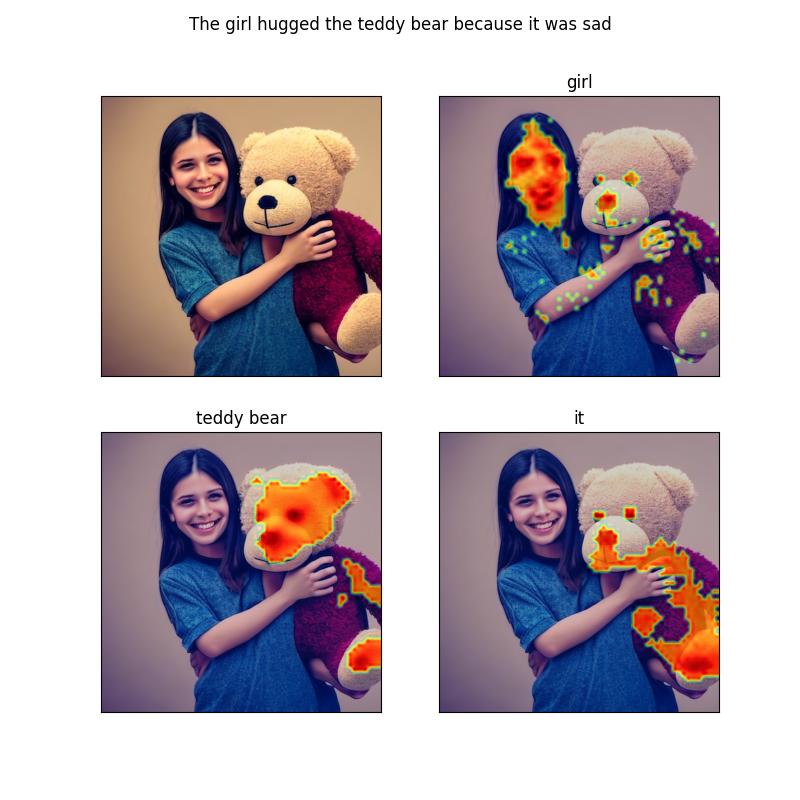 The girl hugged the teddy bear because it was sad
girl
teddy bear
it